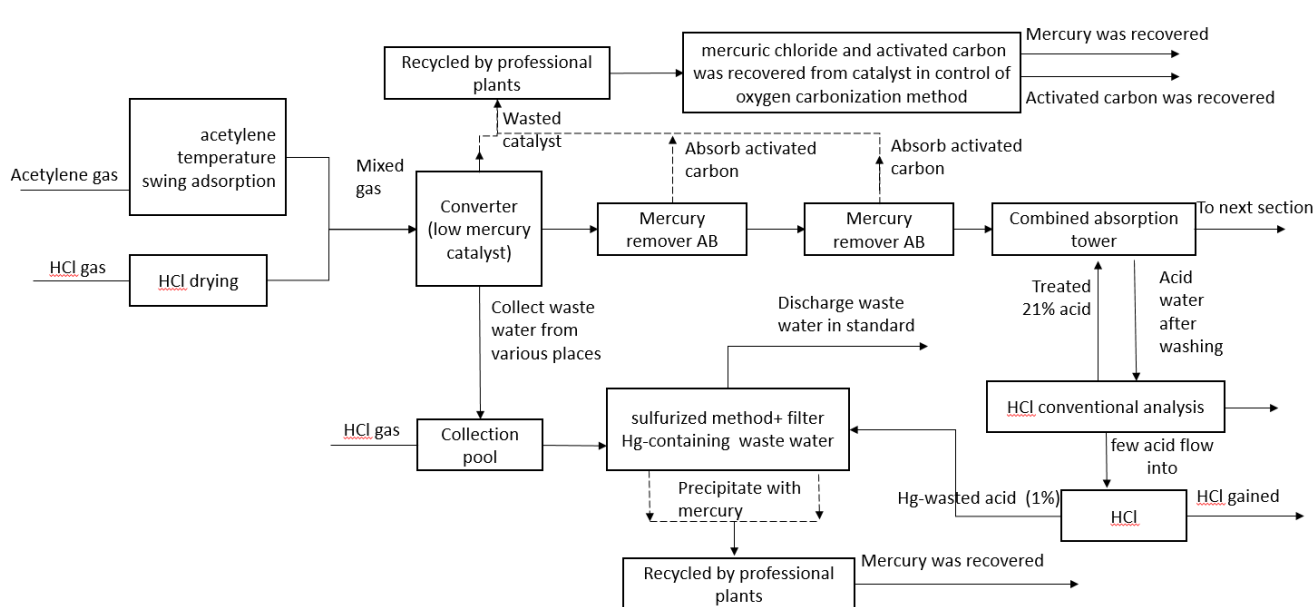 Mercury was recovered
Recycled by professional
plants
mercuric chloride and activated carbon
was recovered from catalyst in control of
oxygen carbonization method
Activated carbon was recovered
Wasted
catalyst
acetylene
temperature
swing adsorption
Acetylene gas
Mixed
gas
Absorb activated
carbon
Absorb activated
carbon
Converter
(low mercury
catalyst)
Mercury
remover AB
Mercury
remover AB
Combined absorption
tower
To next section
HCl gas
HCl drying
Treated
21% acid
Acid
water
after
washing
Collect waste
water from
various places
Discharge waste
water in standard
HCl gas
Collection
pool
sulfurized method+ filter
Hg-containing  waste water
HCl conventional analysis
few acid flow
into
Precipitate with
mercury
Hg-wasted acid  (1%)
HCl
HCl gained
Recycled by professional
plants
Mercury was recovered